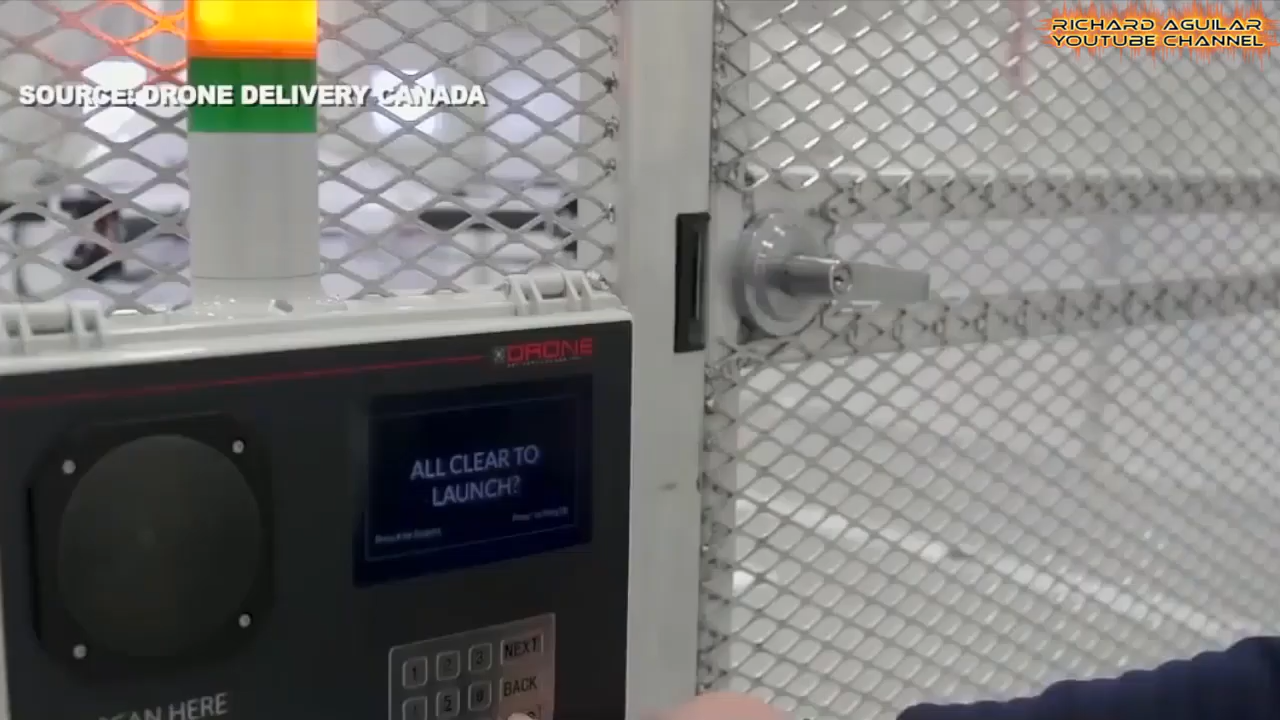 RICHARD AGUILAR
YOUTUBE CHANNEL
SOURCE: DRONE DELIVERY CANADA
DRONE
ALL CLEAR TO
LAUNCH?
1 2 3 NEXT
BACK
HERE